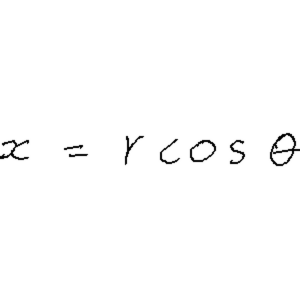 x = r cos θ